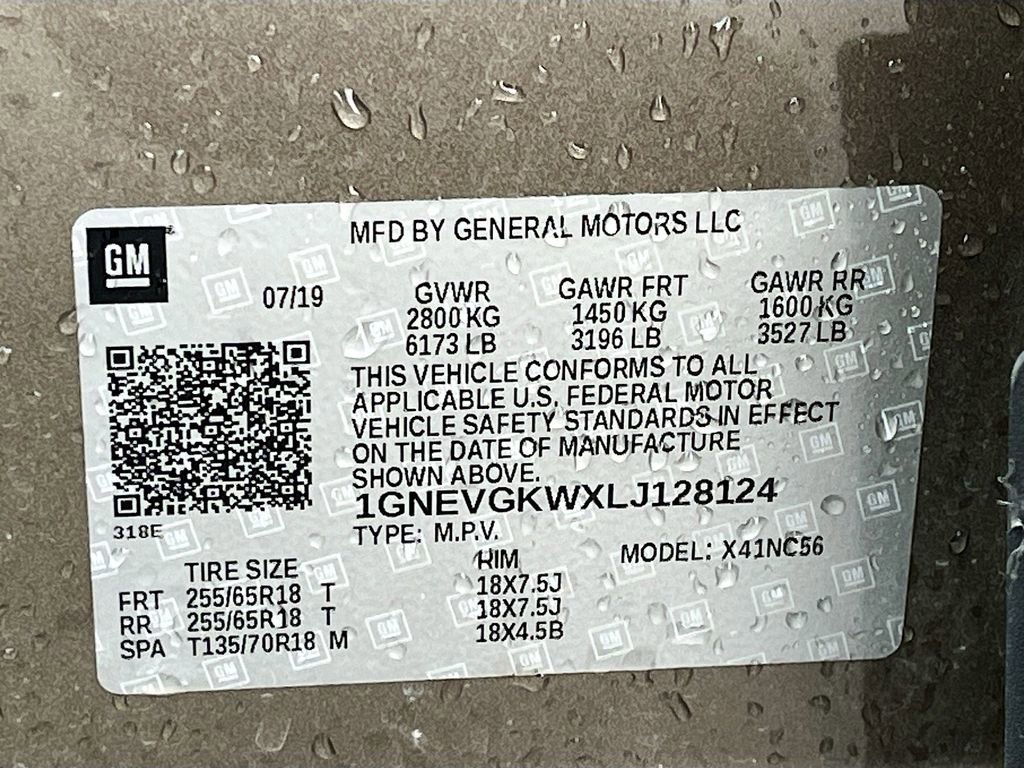 GM
MFD BY GENERAL MOTORS LLC
07/19
GVWR GAWR FRT GAWR RR
2800 KG 1450 KG 1600 KG
6173 LB 3196 LB 3527 LB
THIS VEHICLE CONFORMS TO ALL
APPLICABLE U.S. FEDERAL MOTOR
VEHICLE SAFETY STANDARDS IN EFFECT
ON THE DATE OF MANUFACTURE
SHOWN ABOVE.
1GNEVGKWXLJ128124
318E
TYPE: M.P.V. MODEL: X41NC56
TIRE SIZE RIM
FRT 255/65R18 T 18X7.5J
RR 255/65R18 T 18X7.5J
SPA T135/70R18 M 18X4.5B